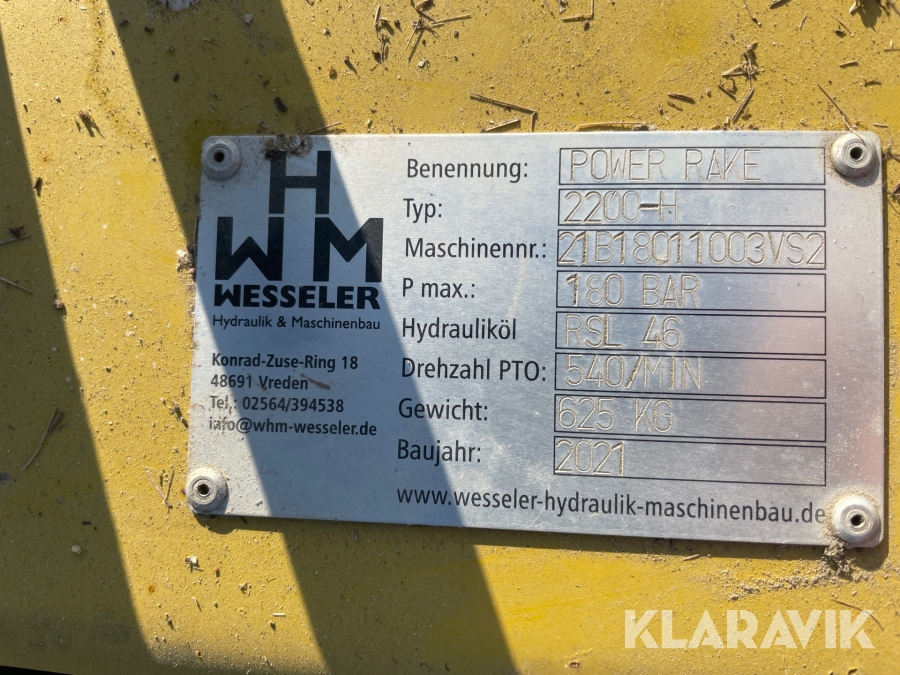 H
WM
WESSELER
Hydraulik & Maschinenbau
Konrad-Zuse-Ring 18
48691 Vreden
Tel.: 02564/394538
info@whm-wesseler.de
Benennung: POWER RAKE
Typ: 2200-H
Maschinennr.: 21B18011003VS2
P max.: 180 BAR
Hydrauliköl RSL 46
Drehzahl PTO: 540/MIN
Gewicht: 625 KG
Baujahr: 2021
www.wesseler-hydraulik-maschinenbau.de
KLARAVIK